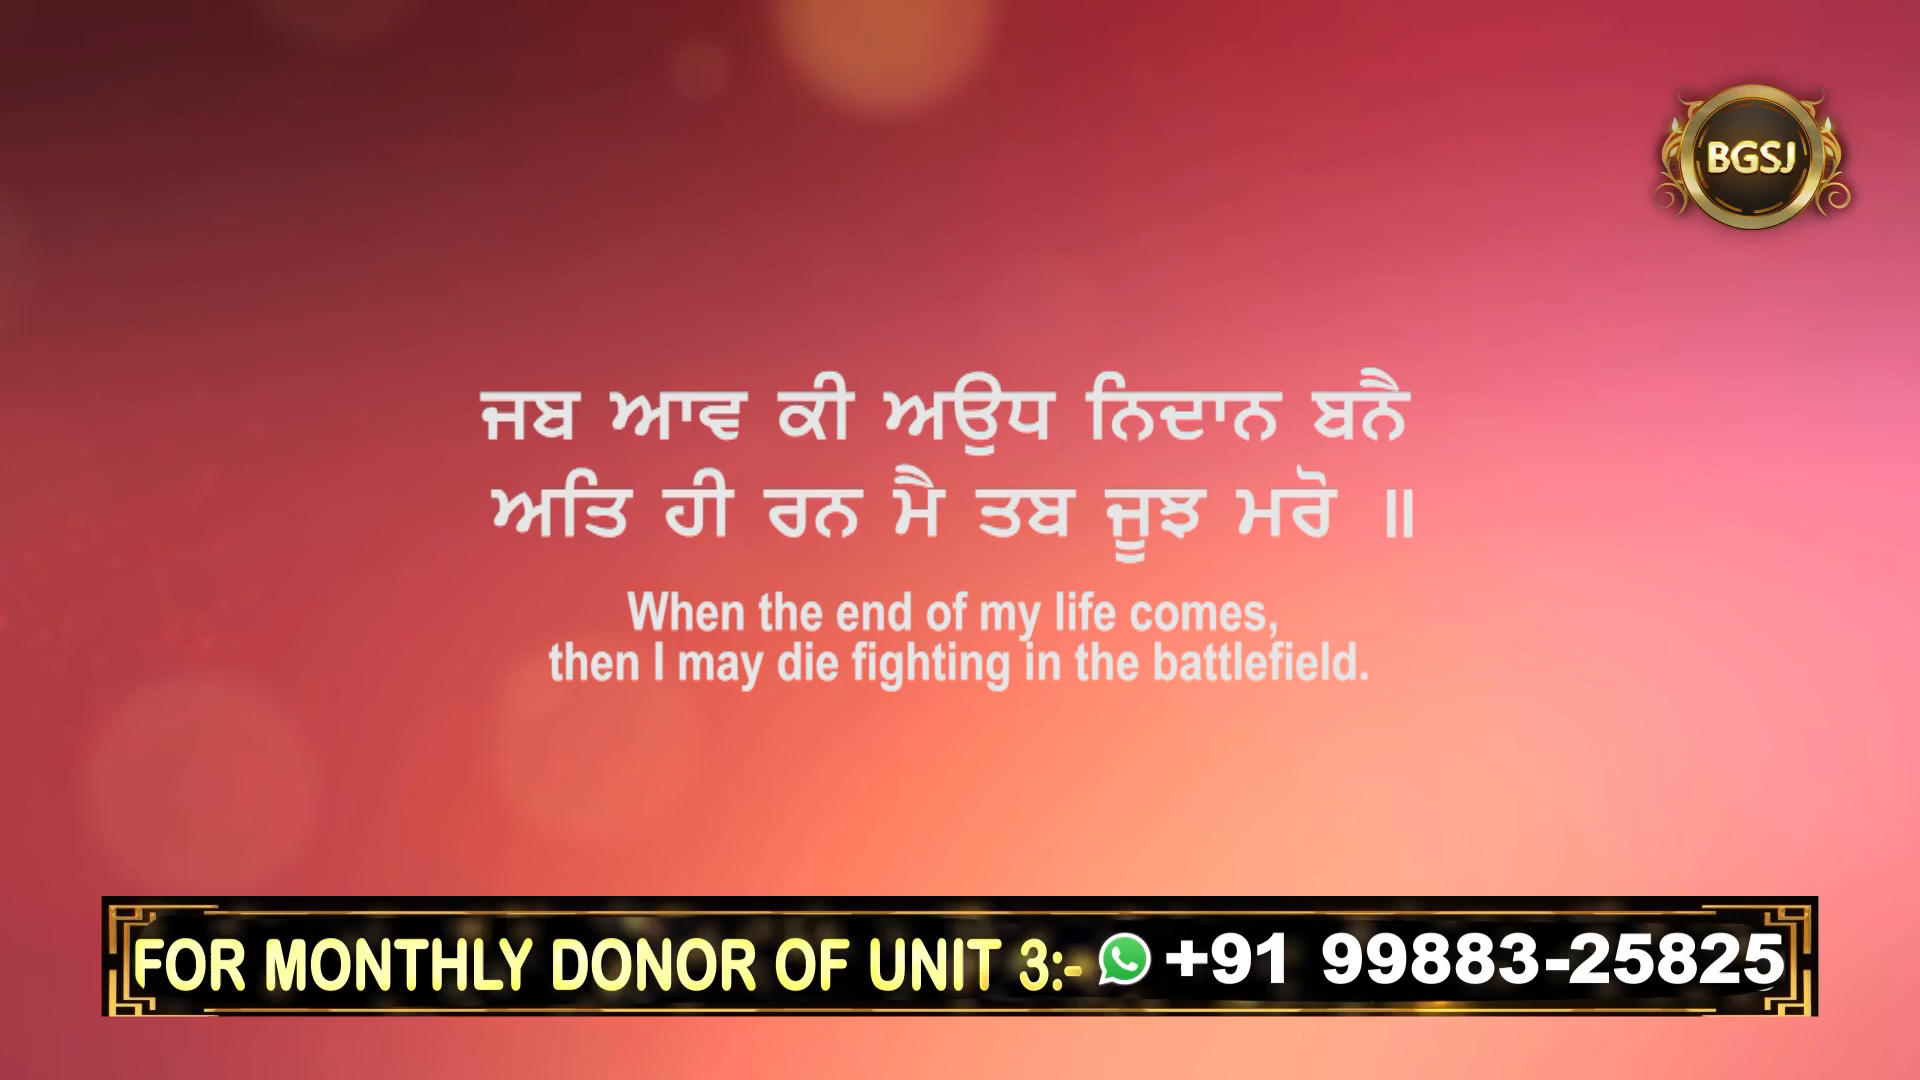 BGSJ
ਜਬ ਆਵ ਕੀ ਅਉਧ ਨਿਦਾਨ ਬਨੈ
ਅਤਿ ਹੀ ਰਨ ਮੈ ਤਬ ਜੂਝ ਮਰੋ ॥
When the end of my life comes,
then I may die fighting in the battlefield.
FOR MONTHLY DONOR OF UNIT 3:- +91 99883-25825